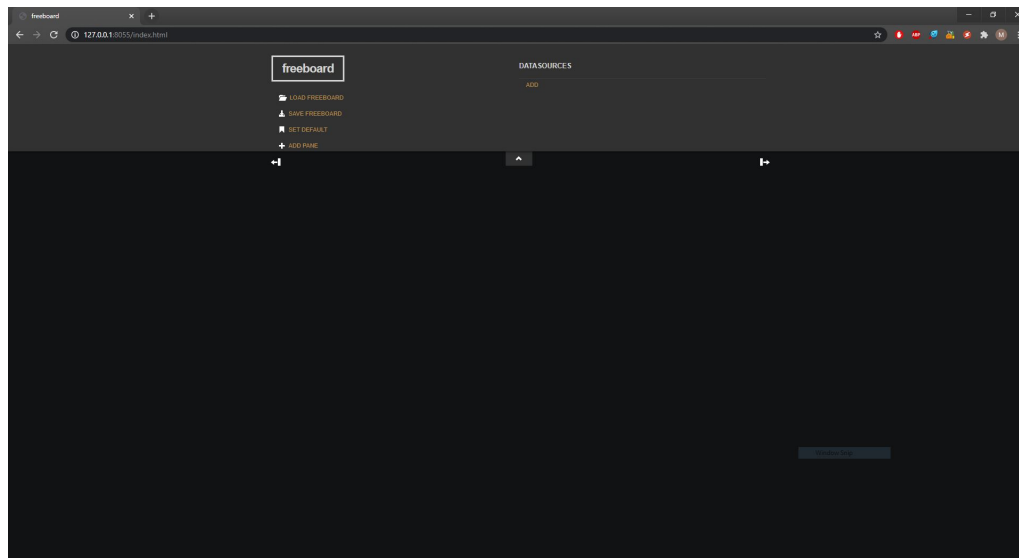 freeboard
127.0.0.1:8055/index.html
ABP
M
freeboard
DATASOURCES
ADD
LOAD FREEBOARD
SAVE FREEBOARD
SET DEFAULT
ADD PANE